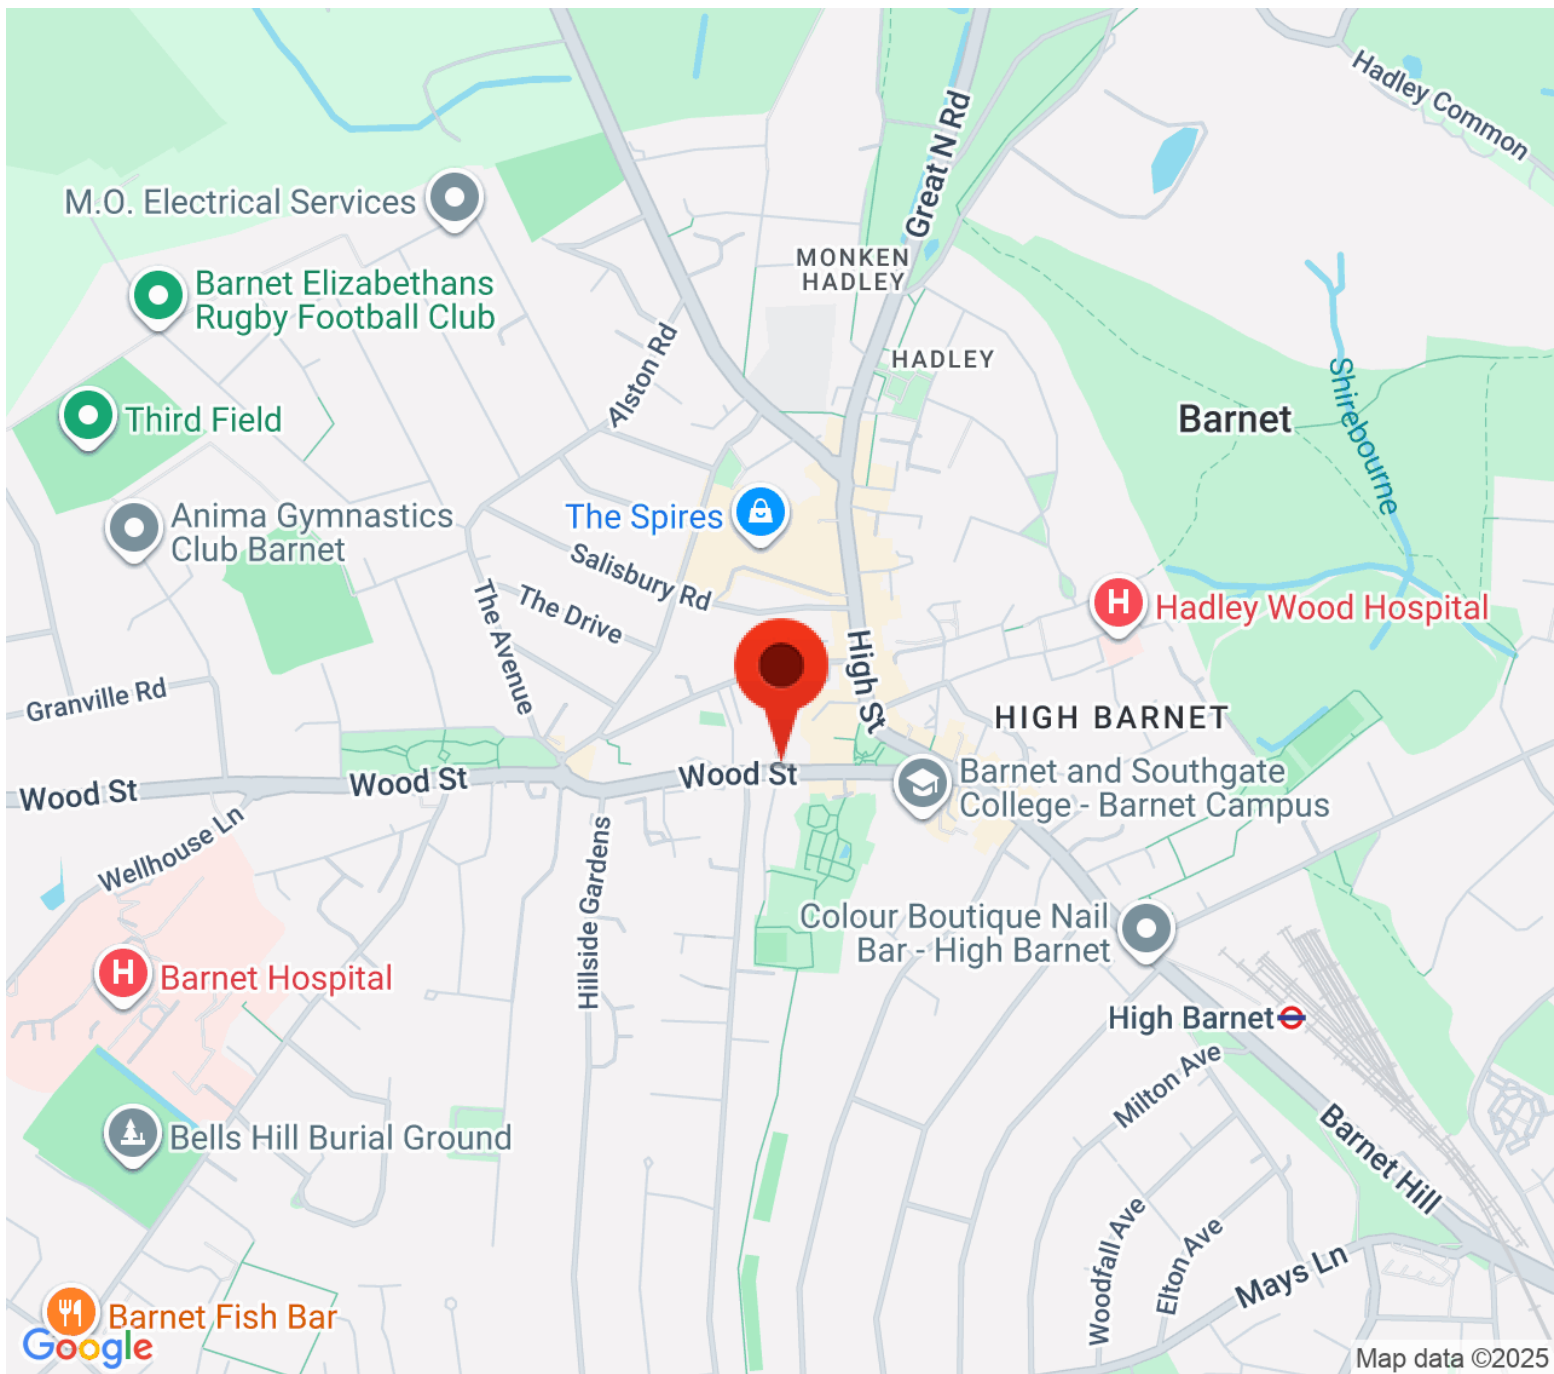 Hadley Common
Great N Rd
M.O. Electrical Services
MONKEN
HADLEY
Barnet Elizabethans
Rugby Football Club
Alston Rd
HADLEY
Shirebourne
Third Field
Barnet
Anima Gymnastics
Club Barnet
The Spires
Salisbury Rd
The Drive
The Avenue
H
Hadley Wood Hospital
High St
Granville Rd
HIGH BARNET
Wood St
Wood St
Wood St
Barnet and Southgate
College - Barnet Campus
Wellhouse Ln
Hillside Gardens
Colour Boutique Nail
Bar - High Barnet
H
Barnet Hospital
High Barnet
Milton Ave
Bells Hill Burial Ground
Barnet Hill
Woodfall Ave
Elton Ave
Mays Ln
Barnet Fish Bar
Google
Map data ©2025